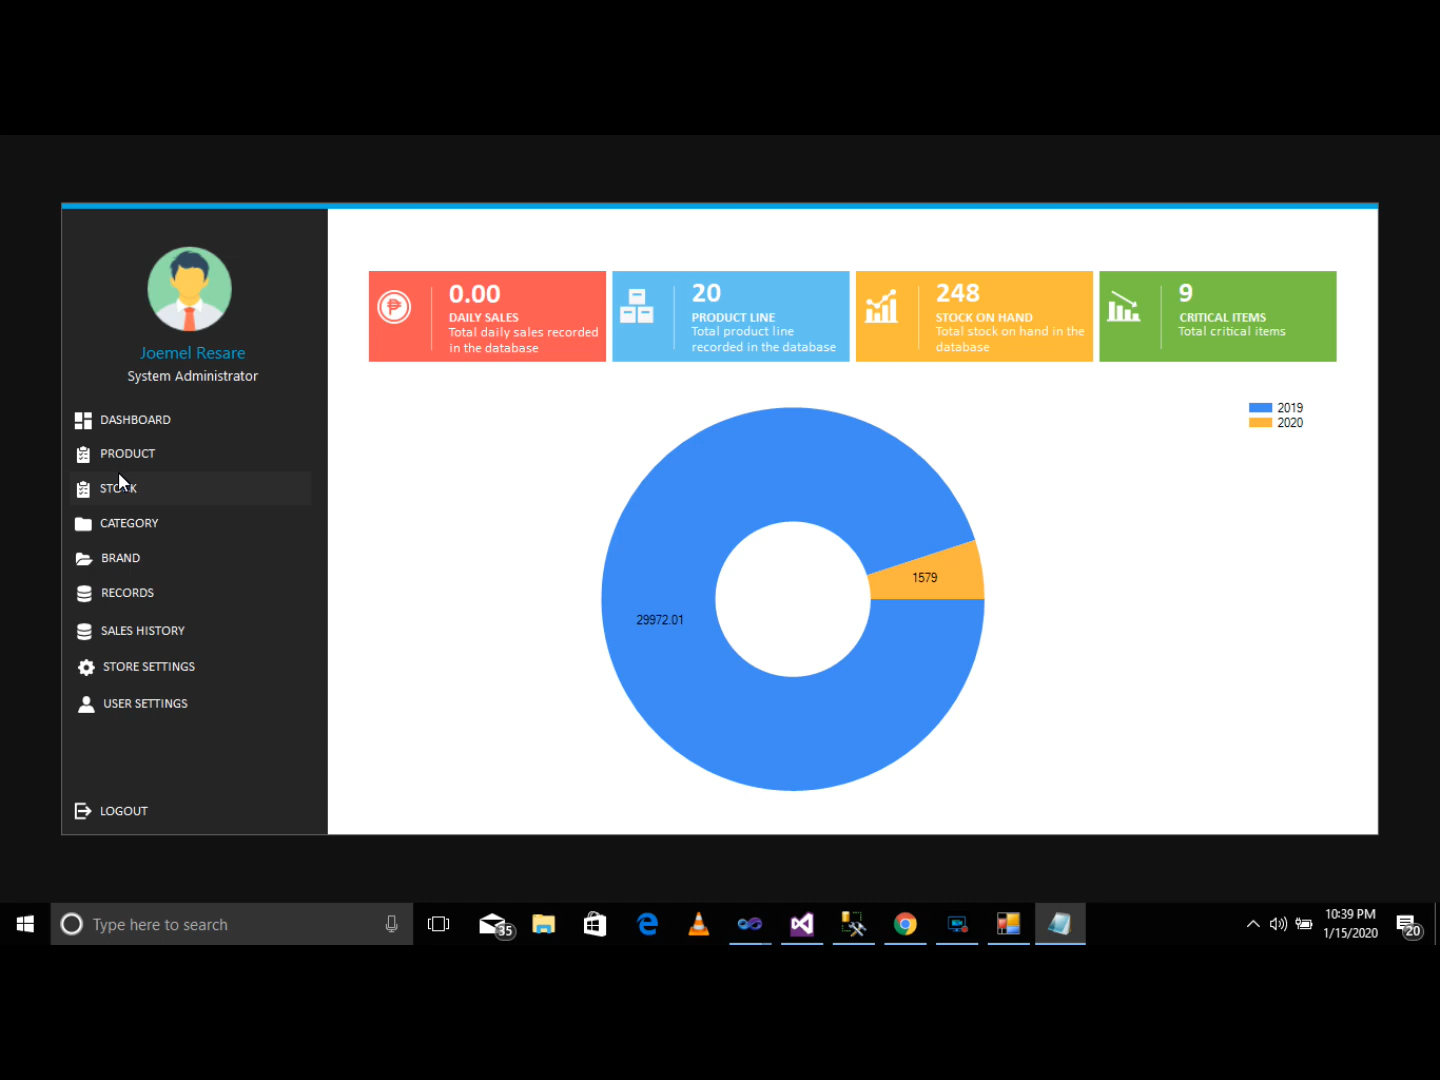 Joemel Resare
System Administrator
DASHBOARD
PRODUCT
STOCK
CATEGORY
BRAND
RECORDS
SALES HISTORY
STORE SETTINGS
USER SETTINGS
LOGOUT
0.00
DAILY SALES
Total daily sales recorded
in the database
20
PRODUCT LINE
Total product line
recorded in the database
248
STOCK ON HAND
Total stock on hand in the
database
9
CRITICAL ITEMS
Total critical items
2019
2020
1579
29972.01
Type here to search
35
10:39 PM
1/15/2020
20